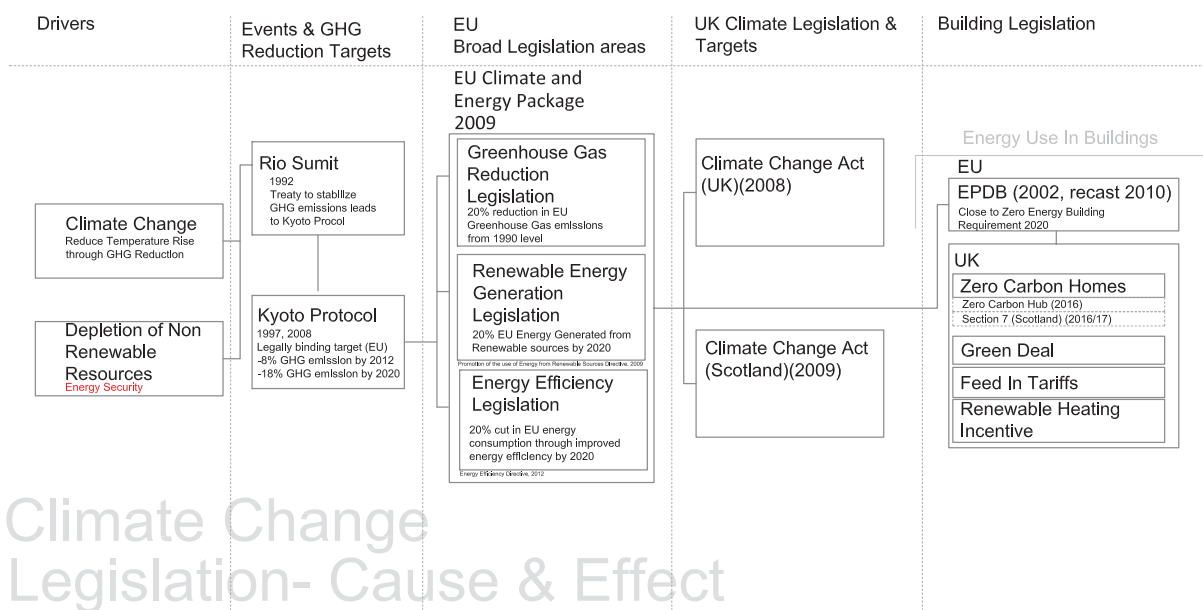 Drivers
Events & GHG
Reduction Targets
EU
Broad Legislation areas
UK Climate Legislation &
Targets
Building Legislation
Climate Change
Reduce Temperature Rise
through GHG Reduction
Depletion of Non
Renewable
Resources
Energy Security
Rio Sumit
1992
Treaty to stabilize
GHG emissions leads
to Kyoto Procol
Kyoto Protocol
1997, 2008
Legally binding target (EU)
-8% GHG emission by 2012
-18% GHG emission by 2020
EU Climate and
Energy Package
2009
Greenhouse Gas
Reduction
Legislation
20% reduction in EU
Greenhouse Gas emissions
from 1990 level
Renewable Energy
Generation
Legislation
20% EU Energy Generated from
Renewable sources by 2020
Promotion of the use of Energy from Renewable Sources Directive, 2009
Energy Efficiency
Legislation
20% cut in EU energy
consumption through improved
energy efficiency by 2020
Energy Efficiency Directive, 2012
Climate Change Act
(UK)(2008)
Climate Change Act
(Scotland)(2009)
Energy Use In Buildings
EU
EPDB (2002, recast 2010)
Close to Zero Energy Building
Requirement 2020
UK
Zero Carbon Homes
Zero Carbon Hub (2016)
Section 7 (Scotland) (2016/17)
Green Deal
Feed In Tariffs
Renewable Heating
Incentive
Climate Change
Legislation- Cause & Effect